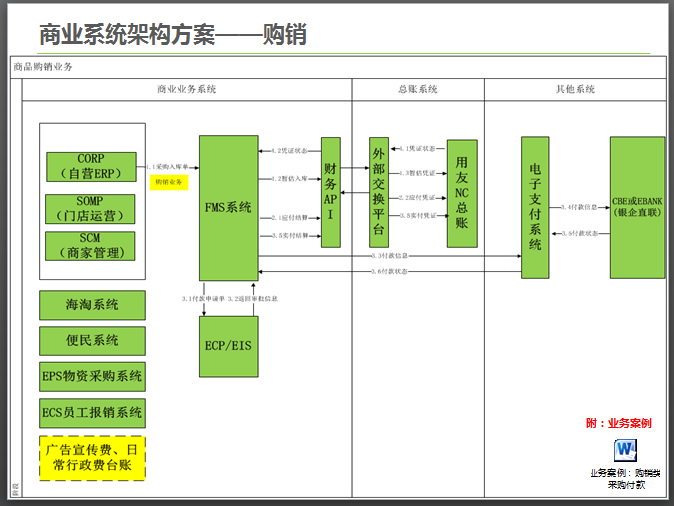 商业系统架构方案——购销
商品购销业务
商业业务系统
总账系统
其他系统
CORP
（自营ERP）
SOMP
（门店运营）
SCM
（商家管理)
海淘系统
便民系统
EPS物资采购系统
ECS员工报销系统
广告宣传费、日
常行政费台账
1.1采购入库单
购销业务
FMS系统
3.1付款申请单
3.2返回审批信息
ECP/EIS
4.2凭证状态
1.2暂估入库
2.1应付结算
3.8实付结算
财务API
外部交换平台
4.1凭证状态
1.3暂估凭证
2.2应付凭证
用友NC总账
3.3付款信息
3.6付款状态
电子支付系统
3.4付款信息
3.5付款状态
CBE或EBANK
(银企直联)
附：业务案例
业务案例：购销类
采购付款
阶段